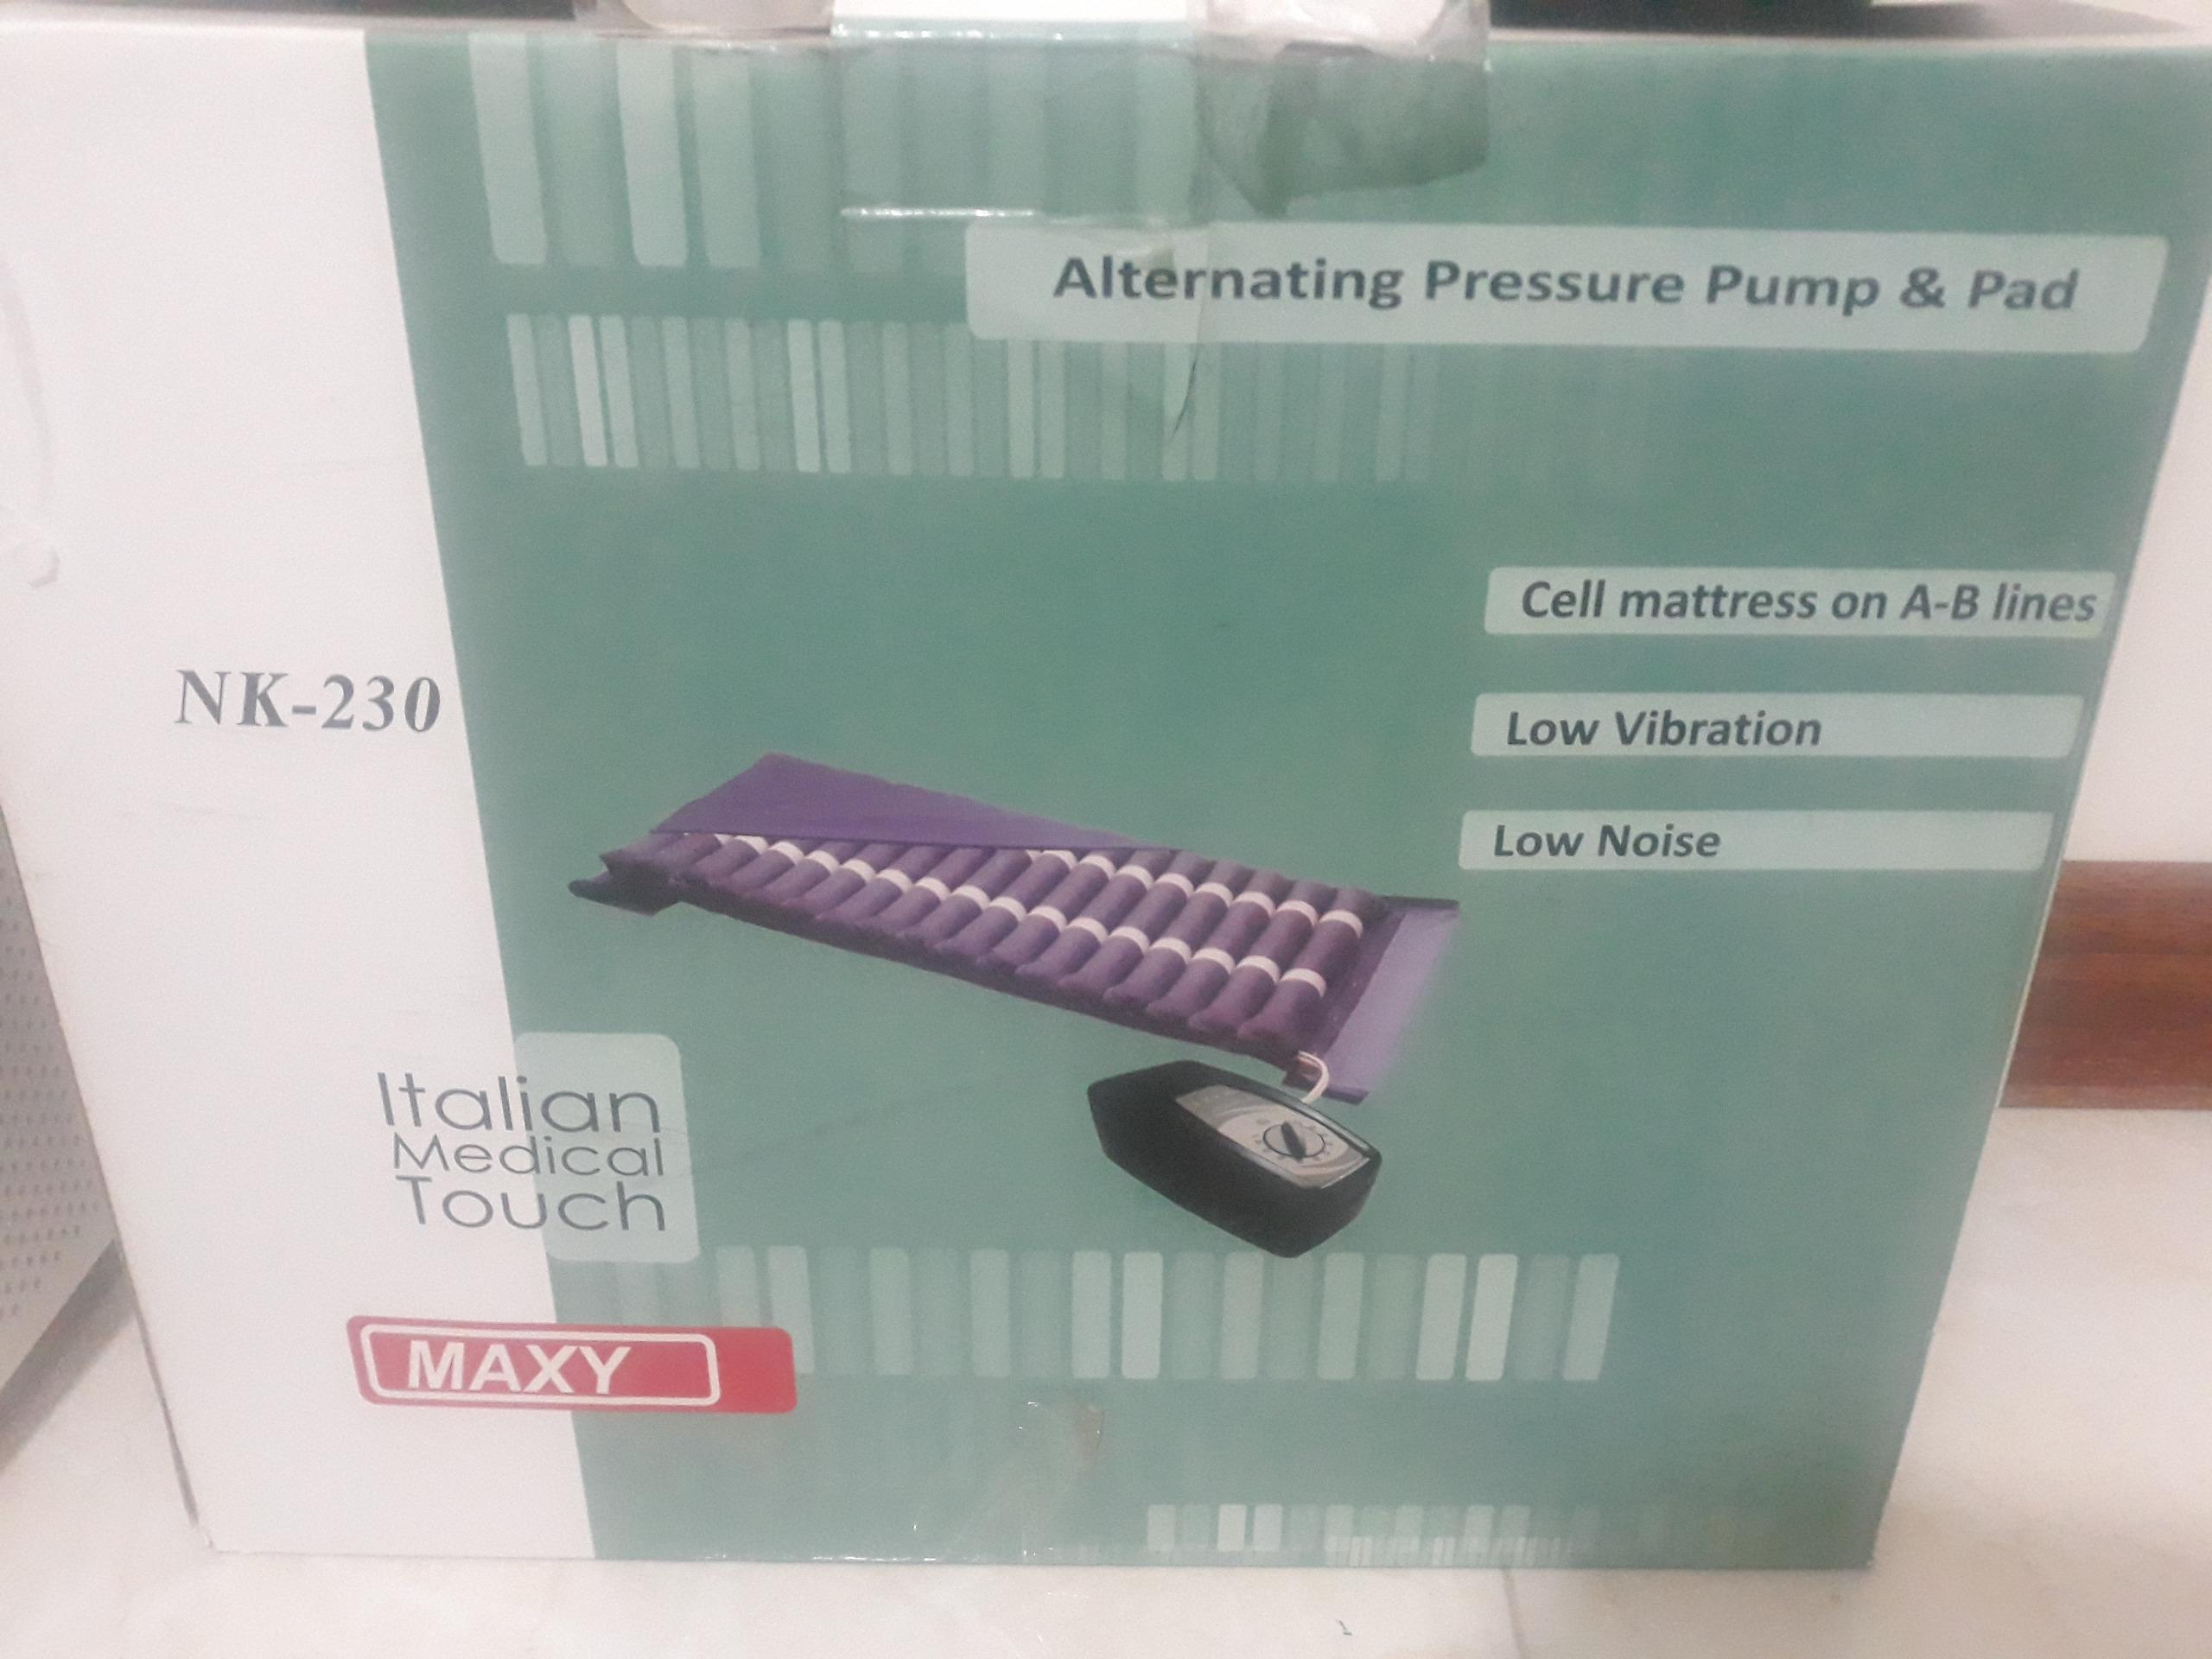 Alternating Pressure Pump & Pad
Cell mattress on A-B lines
Low Vibration
Low Noise
NK-230
Italian
Medical
Touch
MAXY